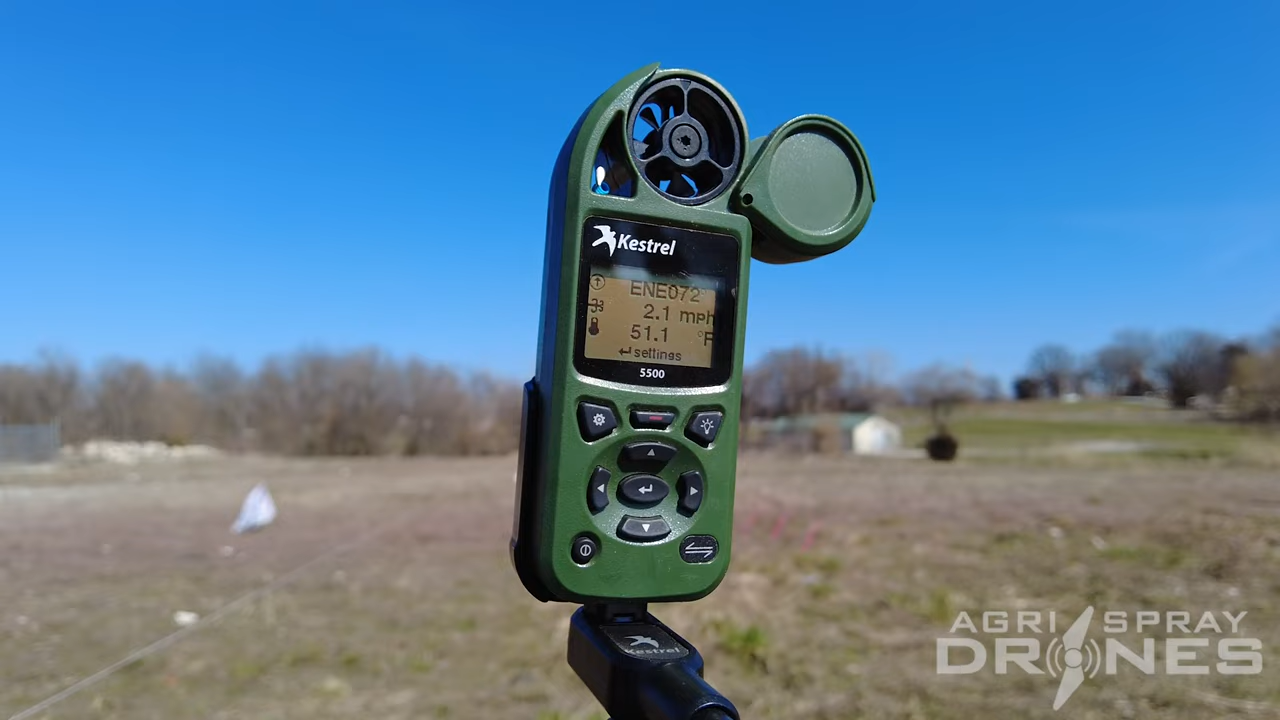 Kestrel
ENE072°
2.1 mph
51.1 °F
↵ settings
5500
Kestrel
AGRI SPRAY
DRONES